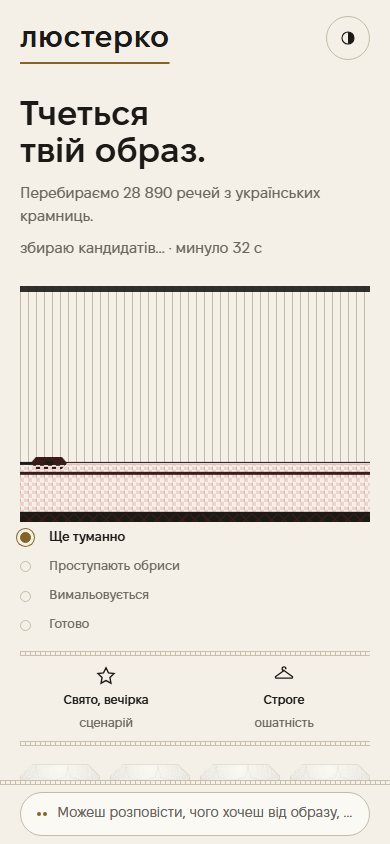 люстерко
Тчеться
твій образ.
Перебираємо 28 890 речей з українських
крамниць.
збираю кандидатів... · минуло 32 с
Ще туманно
Проступають обриси
Вимальовується
Готово
Свято, вечірка
Строге
сценарій
ошатність
Можеш розповісти, чого хочеш від образу, ...